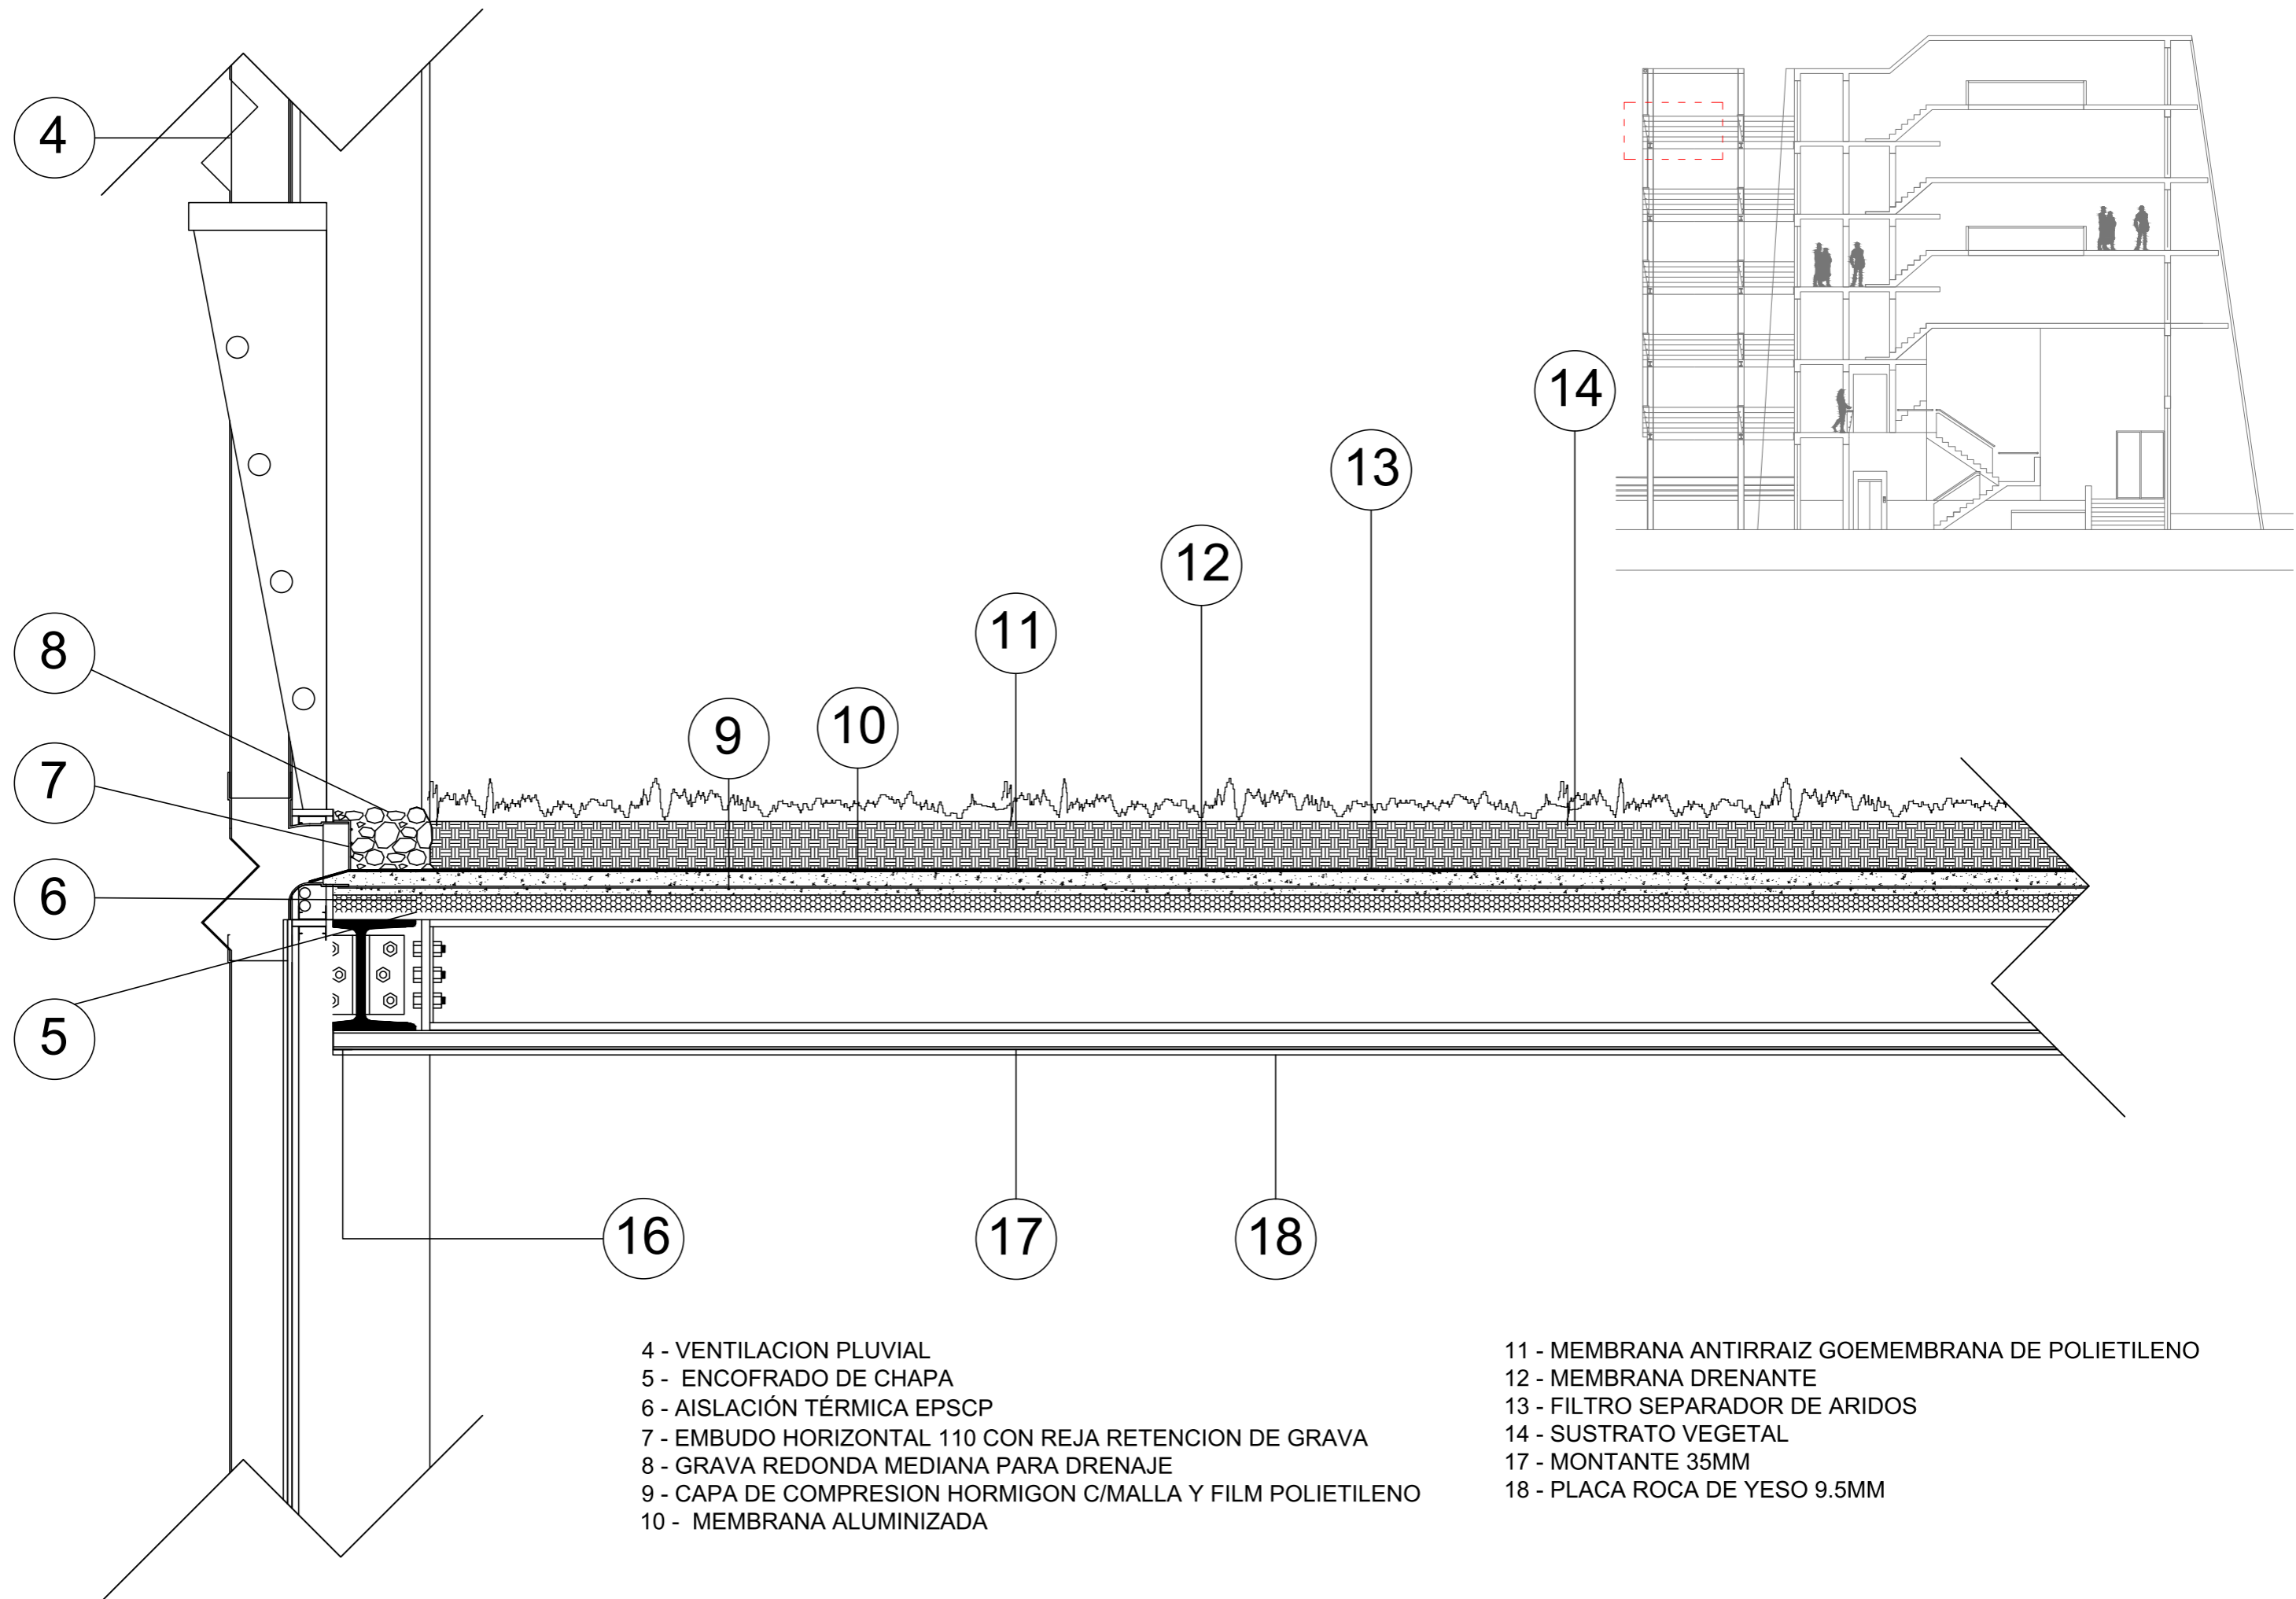 4
14
13
12
11
8
10
9
7
6
5
16
17
18
4 - VENTILACION PLUVIAL
5 - ENCOFRADO DE CHAPA
6 - AISLACIÓN TÉRMICA EPSCP
7 - EMBUDO HORIZONTAL 110 CON REJA RETENCION DE GRAVA
8 - GRAVA REDONDA MEDIANA PARA DRENAJE
9 - CAPA DE COMPRESION HORMIGON C/MALLA Y FILM POLIETILENO
10 - MEMBRANA ALUMINIZADA
11 - MEMBRANA ANTIRRAIZ GOEMEMBRANA DE POLIETILENO
12 - MEMBRANA DRENANTE
13 - FILTRO SEPARADOR DE ARIDOS
14 - SUSTRATO VEGETAL
17 - MONTANTE 35MM
18 - PLACA ROCA DE YESO 9.5MM